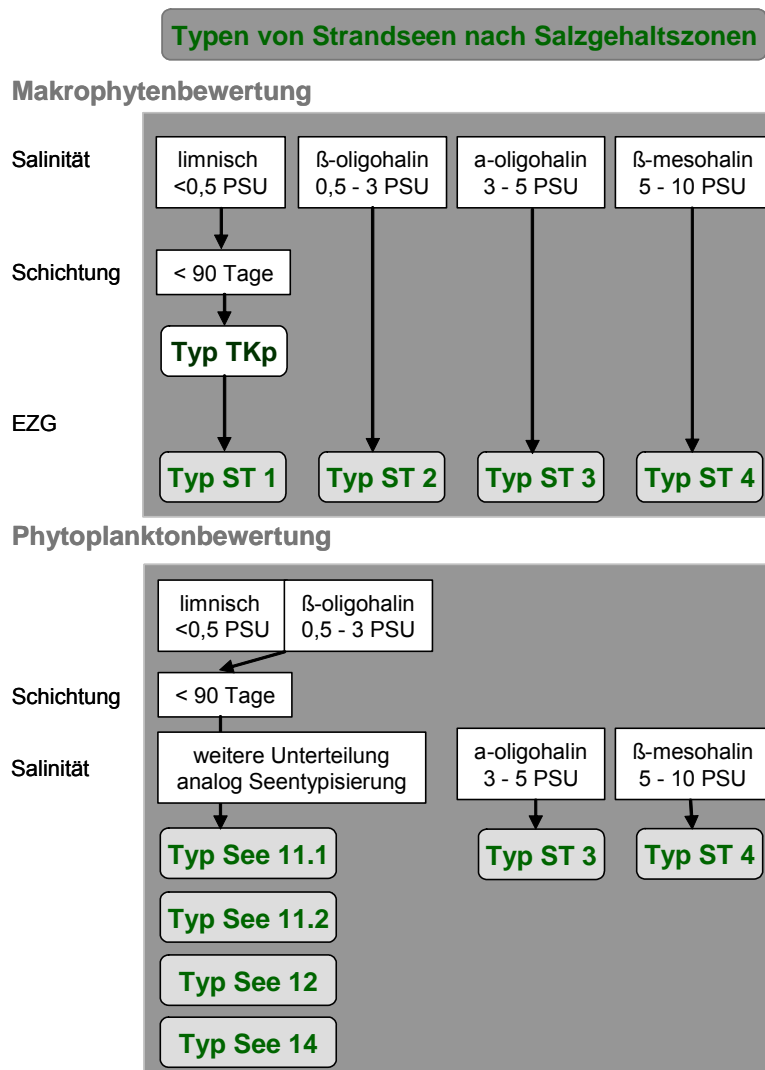 Typen von Strandseen nach Salzgehaltszonen
Makrophytenbewertung
Salinität
limnisch
<0,5 PSU
ß-oligohalin
0,5 - 3 PSU
a-oligohalin
3 - 5 PSU
ß-mesohalin
5 - 10 PSU
Schichtung
< 90 Tage
Typ TKp
EZG
Typ ST 1
Typ ST 2
Typ ST 3
Typ ST 4
Phytoplanktonbewertung
limnisch
<0,5 PSU
ß-oligohalin
0,5 - 3 PSU
Schichtung
< 90 Tage
Salinität
weitere Unterteilung
analog Seentypisierung
a-oligohalin
3 - 5 PSU
ß-mesohalin
5 - 10 PSU
Typ See 11.1
Typ ST 3
Typ ST 4
Typ See 11.2
Typ See 12
Typ See 14